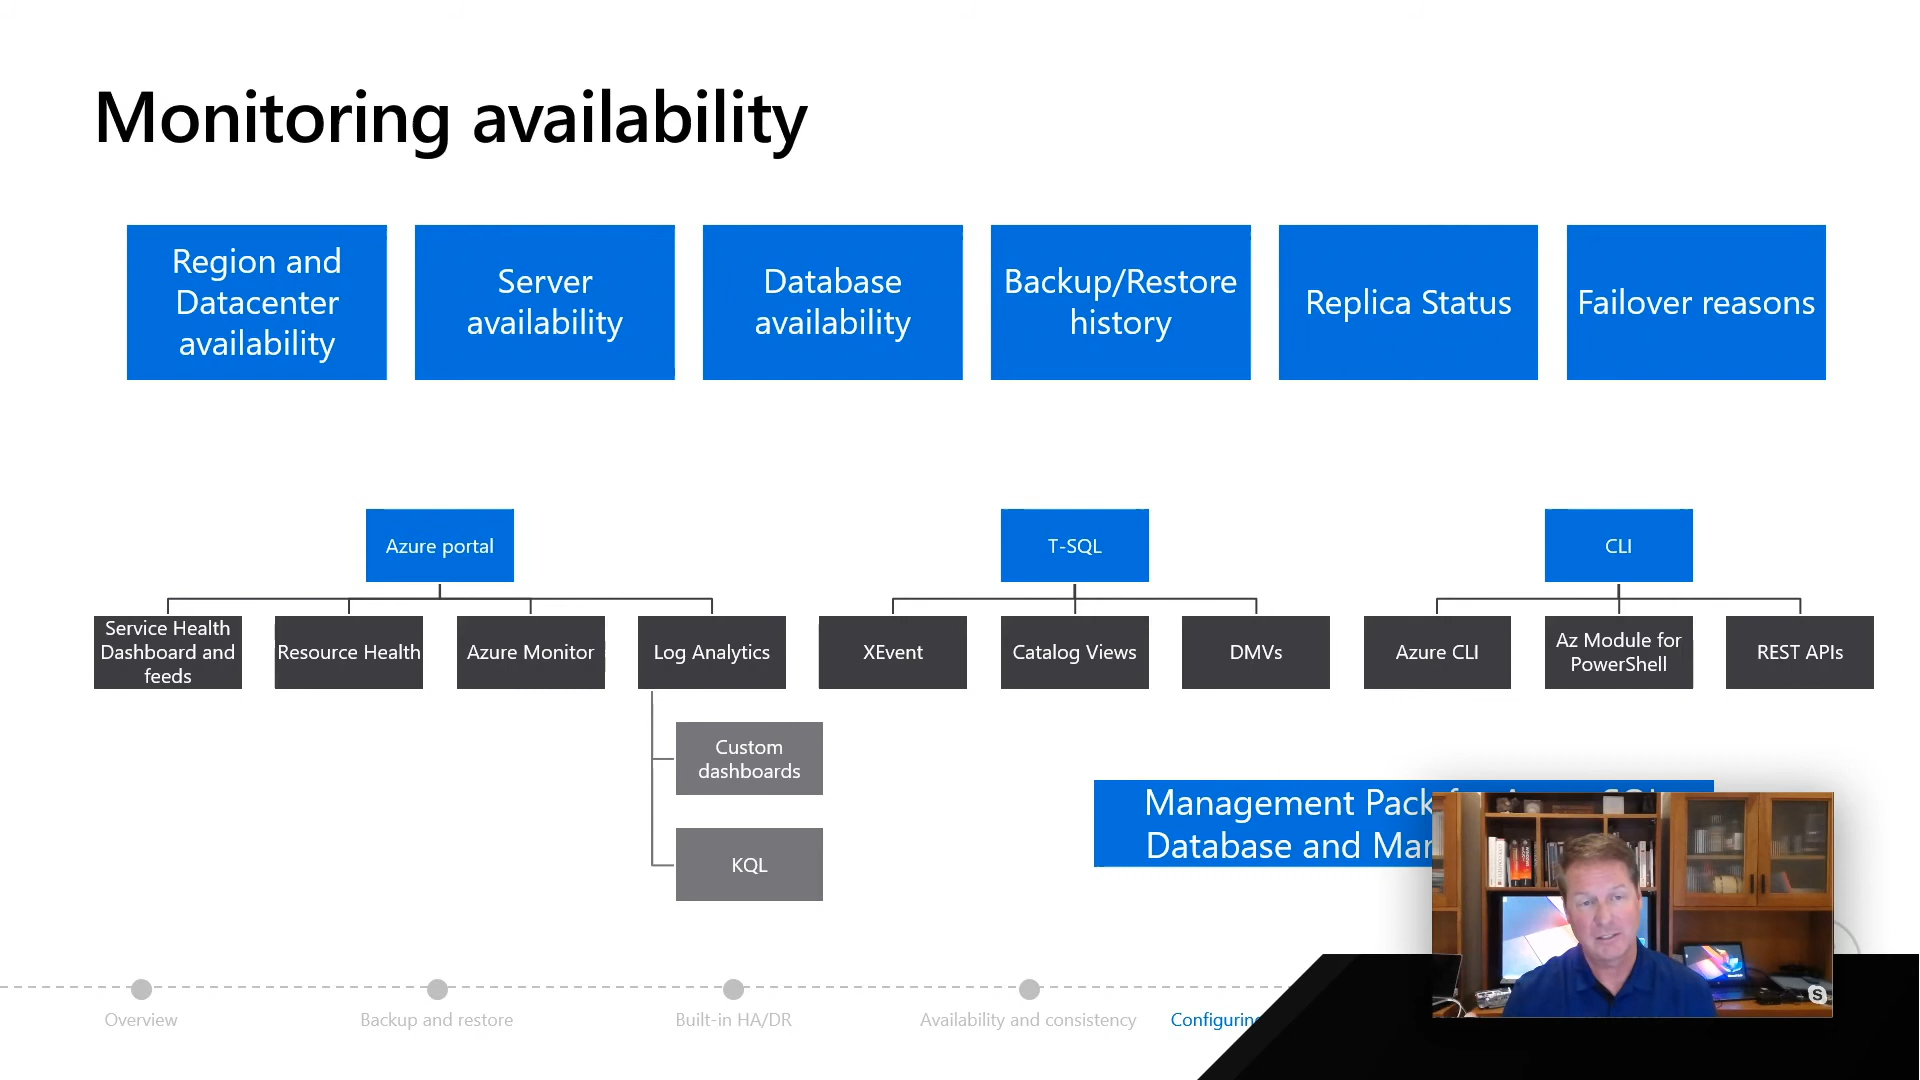 Monitoring availability
Region and
Datacenter
availability
Server
availability
Database
availability
Backup/Restore
history
Replica Status
Failover reasons
Azure portal
T-SQL
CLI
Service Health
Dashboard and
feeds
Resource Health
Azure Monitor
Log Analytics
XEvent
Catalog Views
DMVs
Azure CLI
Az Module for
PowerShell
REST APIs
Custom
dashboards
KQL
Management Pack
Database and
Overview
Backup and restore
Built-in HA/DR
Availability and consistency